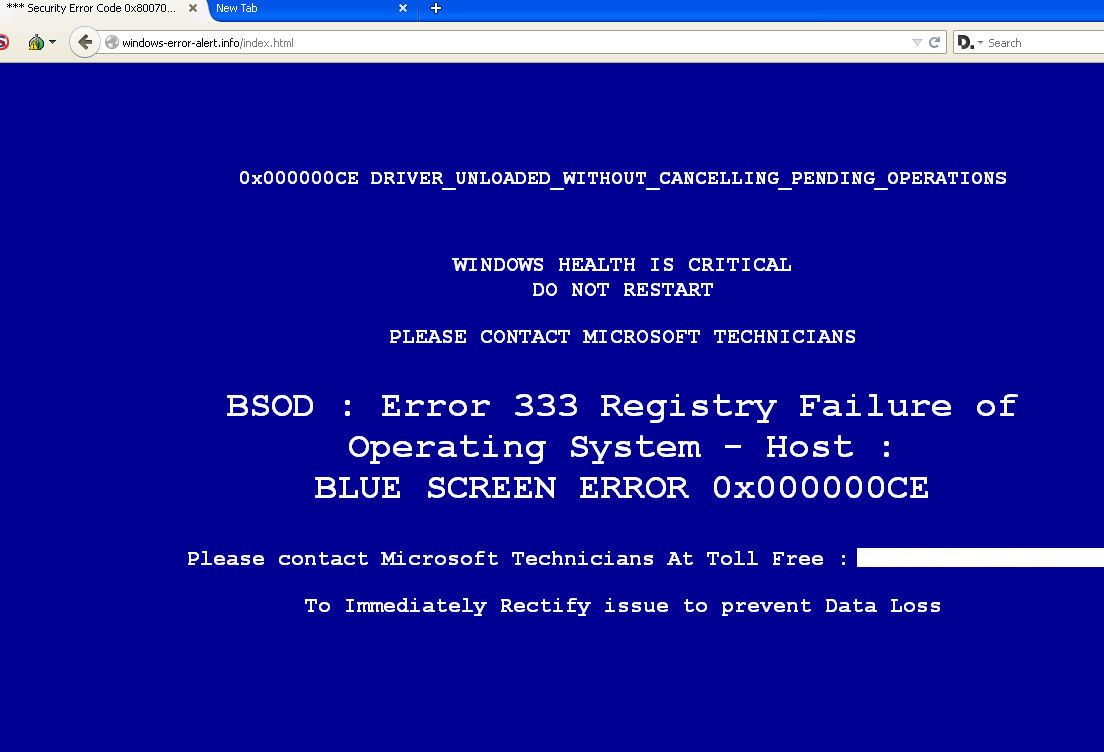 *** Security Error Code 0x80070...
New Tab
windows-error-alert.info/index.html
D.
Search
0x000000CE DRIVER_UNLOADED_WITHOUT_CANCELLING_PENDING_OPERATIONS
WINDOWS HEALTH IS CRITICAL
DO NOT RESTART
PLEASE CONTACT MICROSOFT TECHNICIANS
BSOD : Error 333 Registry Failure of
Operating System - Host :
BLUE SCREEN ERROR 0x000000CE
Please contact Microsoft Technicians At Toll Free :
To Immediately Rectify issue to prevent Data Loss